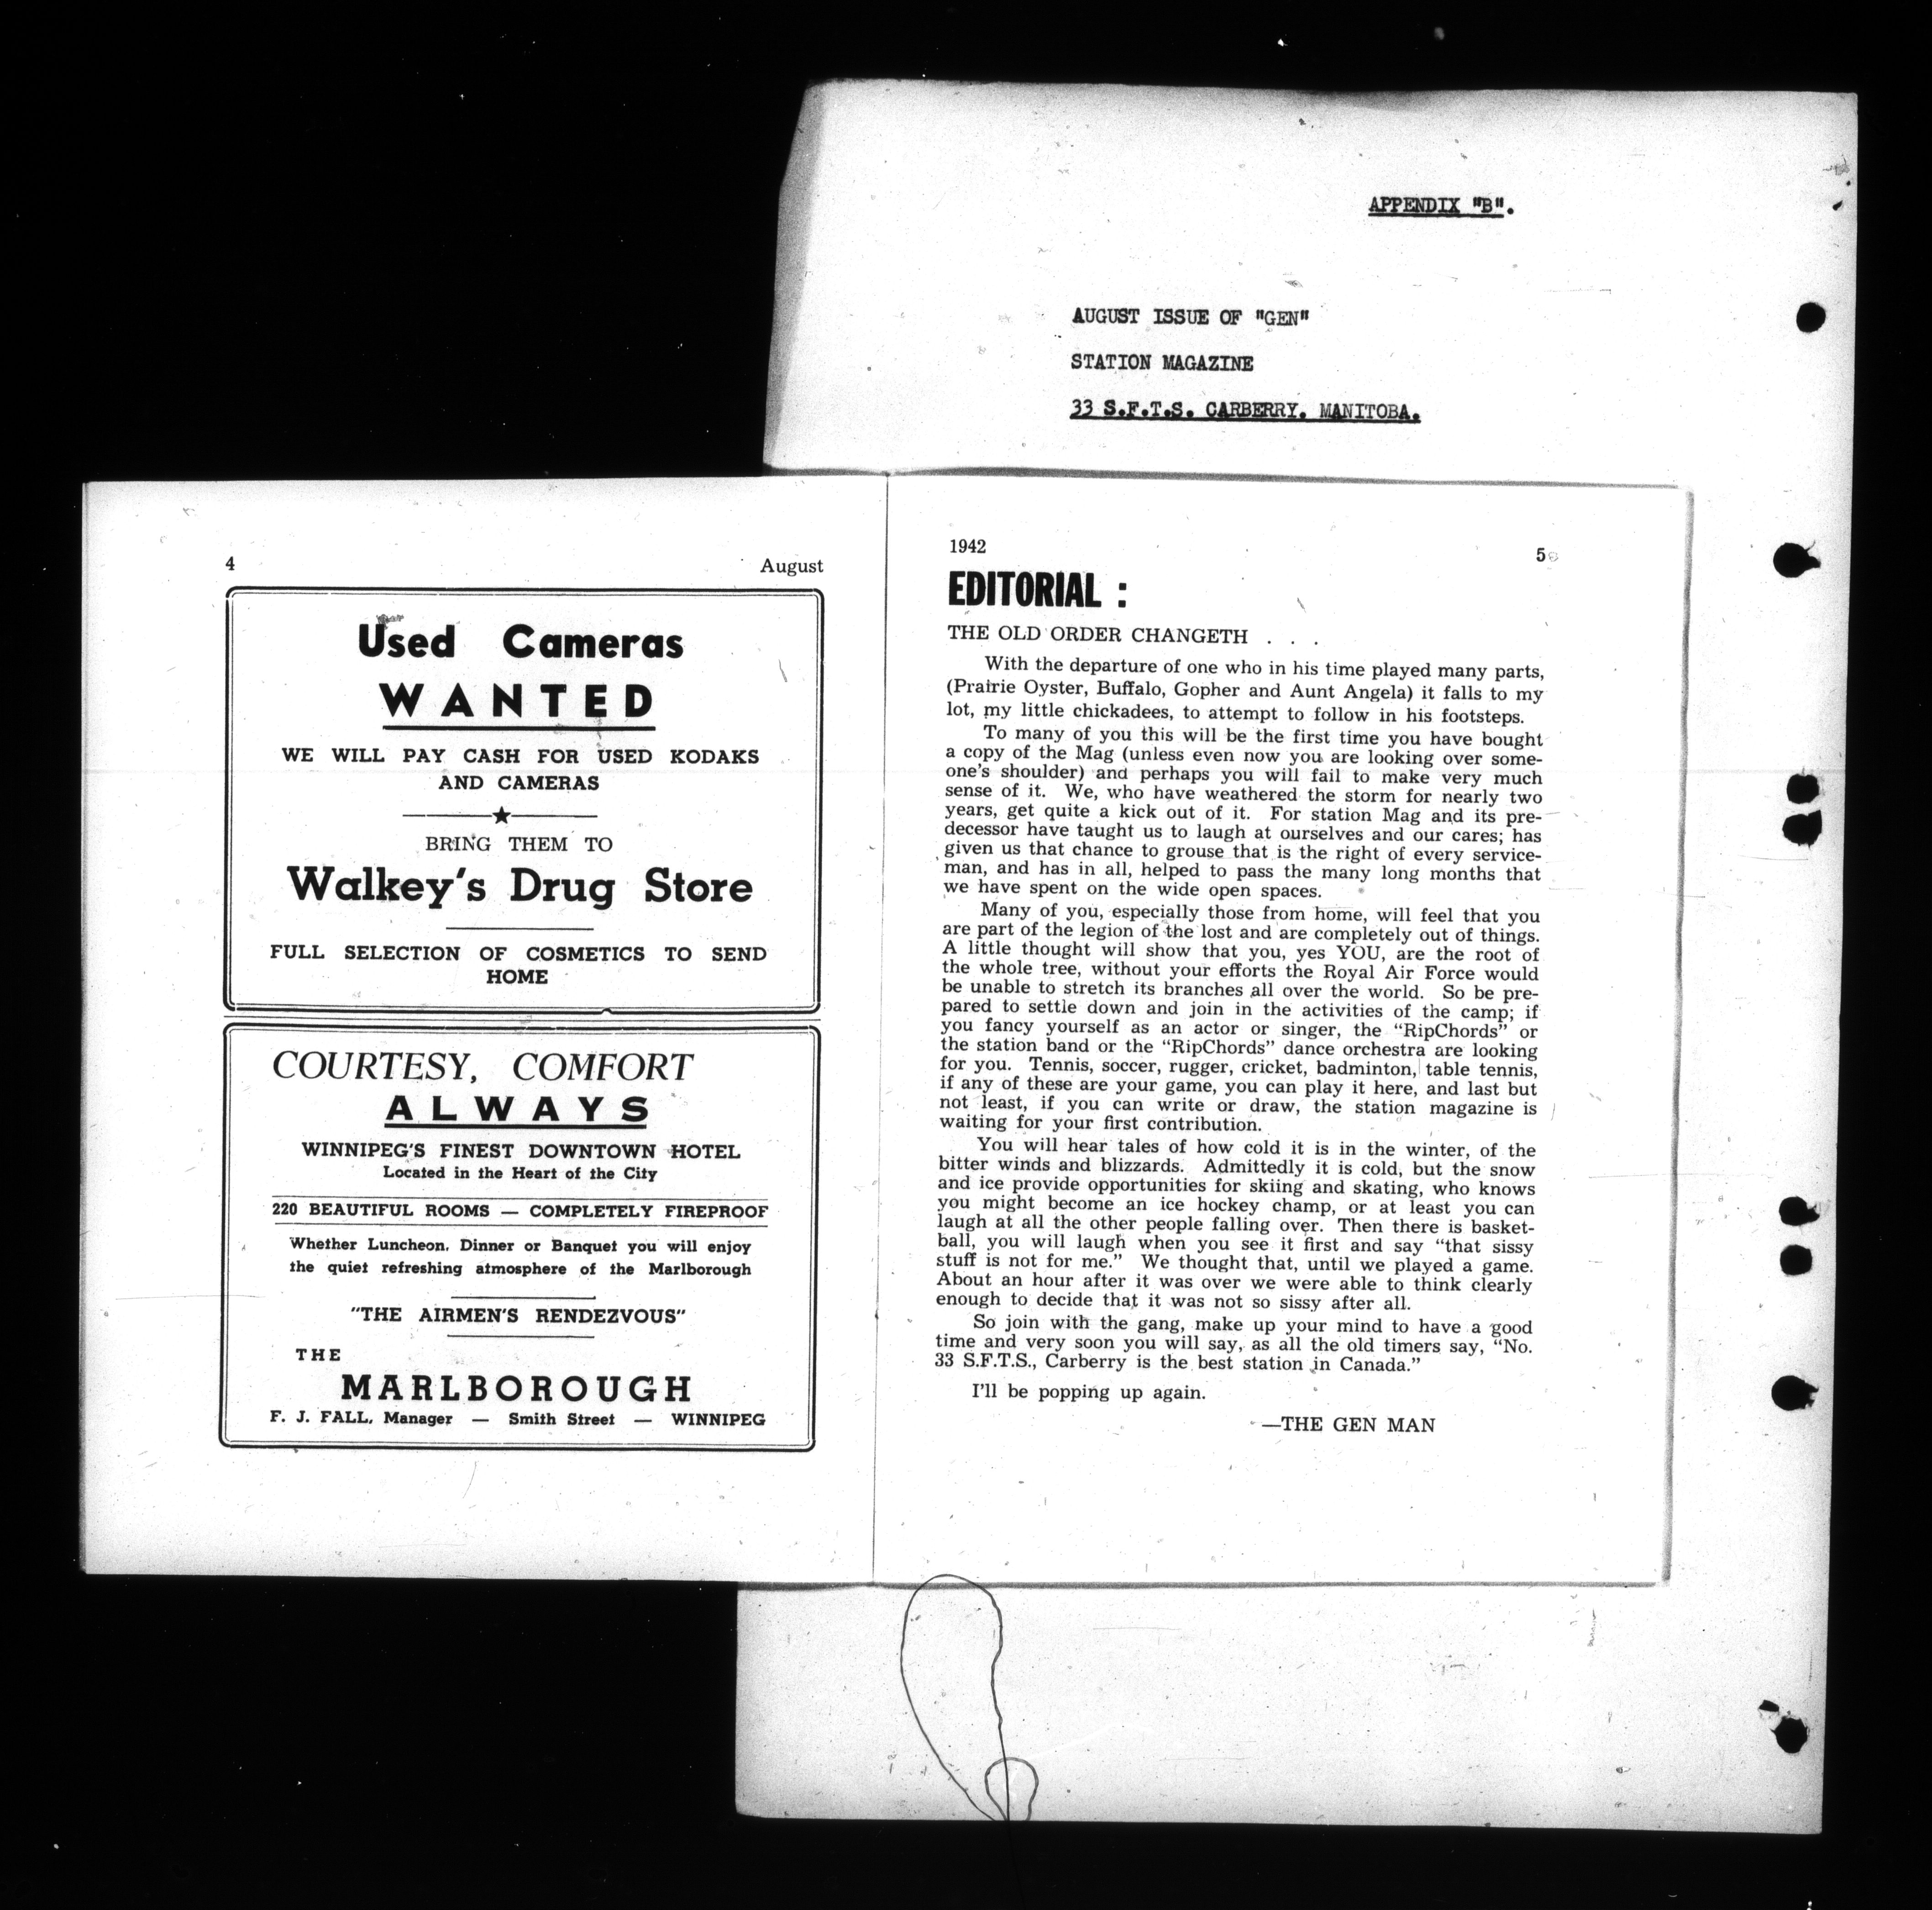 APPENDIX "B".
AUGUST ISSUE OF "GEN"
STATION MAGAZINE
33 S.F.T.S. CARBERRY. MANITOBA.
4
August
Used Cameras
WANTED
WE WILL PAY CASH FOR USED KODAKS
AND CAMERAS
BRING THEM TO
Walkey's Drug Store
FULL SELECTION OF COSMETICS TO SEND
HOME
COURTESY, COMFORT
ALWAYS
WINNIPEG'S FINEST DOWNTOWN HOTEL
Located in the Heart of the City
220 BEAUTIFUL ROOMS — COMPLETELY FIREPROOF
Whether Luncheon, Dinner or Banquet you will enjoy
the quiet refreshing atmosphere of the Marlborough
"THE AIRMEN'S RENDEZVOUS"
THE
MARLBOROUGH
F. J. FALL, Manager — Smith Street — WINNIPEG
1942
5
EDITORIAL :
THE OLD ORDER CHANGETH . . .
With the departure of one who in his time played many parts,
(Prairie Oyster, Buffalo, Gopher and Aunt Angela) it falls to my
lot, my little chickadees, to attempt to follow in his footsteps.
To many of you this will be the first time you have bought
a copy of the Mag (unless even now you are looking over some-
one's shoulder) and perhaps you will fail to make very much
sense of it. We, who have weathered the storm for nearly two
years, get quite a kick out of it. For station Mag and its pre-
decessor have taught us to laugh at ourselves and our cares; has
given us that chance to grouse that is the right of every service-
man, and has in all, helped to pass the many long months that
we have spent on the wide open spaces.
Many of you, especially those from home, will feel that you
are part of the legion of the lost and are completely out of things.
A little thought will show that you, yes YOU, are the root of
the whole tree, without your efforts the Royal Air Force would
be unable to stretch its branches all over the world. So be pre-
pared to settle down and join in the activities of the camp; if
you fancy yourself as an actor or singer, the "RipChords" or
the station band or the "RipChords" dance orchestra are looking
for you. Tennis, soccer, rugger, cricket, badminton, table tennis,
if any of these are your game, you can play it here, and last but
not least, if you can write or draw, the station magazine is
waiting for your first contribution.
You will hear tales of how cold it is in the winter, of the
bitter winds and blizzards. Admittedly it is cold, but the snow
and ice provide opportunities for skiing and skating, who knows
you might become an ice hockey champ, or at least you can
laugh at all the other people falling over. Then there is basket-
ball, you will laugh when you see it first and say "that sissy
stuff is not for me." We thought that, until we played a game.
About an hour after it was over we were able to think clearly
enough to decide that it was not so sissy after all.
So join with the gang, make up your mind to have a good
time and very soon you will say, as all the old timers say, "No.
33 S.F.T.S., Carberry is the best station in Canada."
I'll be popping up again.
—THE GEN MAN